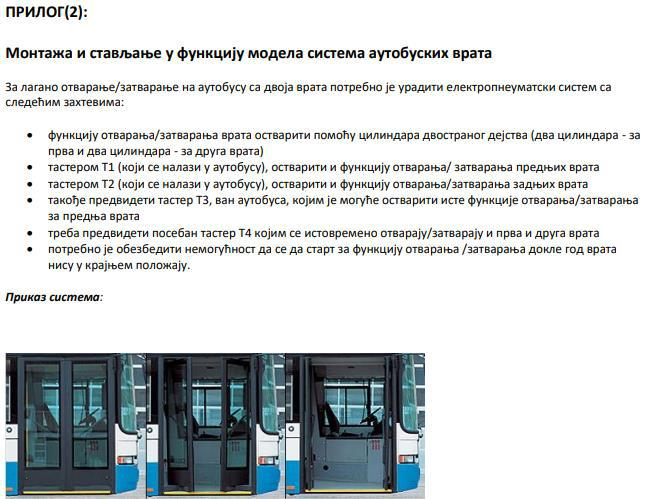 ПРИЛОГ(2):
Монтажа и стављање у функцију модела система аутобуских врата
За лагано отварање/затварање на аутобусу са двоја врата потребно је урадити електропнеуматски систем са
следећим захтевима:
• функцију отварања/затварања врата остварити помоћу цилиндара двостраног дејства (два цилиндара - за
прва и два цилиндара - за друга врата)
• тастером Т1 (који се налази у аутобусу), остварити и функцију отварања/ затварања предњих врата
• тастером Т2 (који се налази у аутобусу), остварити и функцију отварања/затварања задњих врата
• такође предвидети тастер Т3, ван аутобуса, којим је могуће остварити исте функције отварања/затварања
за предња врата
• треба предвидети посебан тастер Т4 којим се истовремено отварају/затварају и прва и друга врата
• потребно је обезбедити немогућност да се да старт за функцију отварања /затварања докле год врата
нису у крајњем положају.
Приказ система: